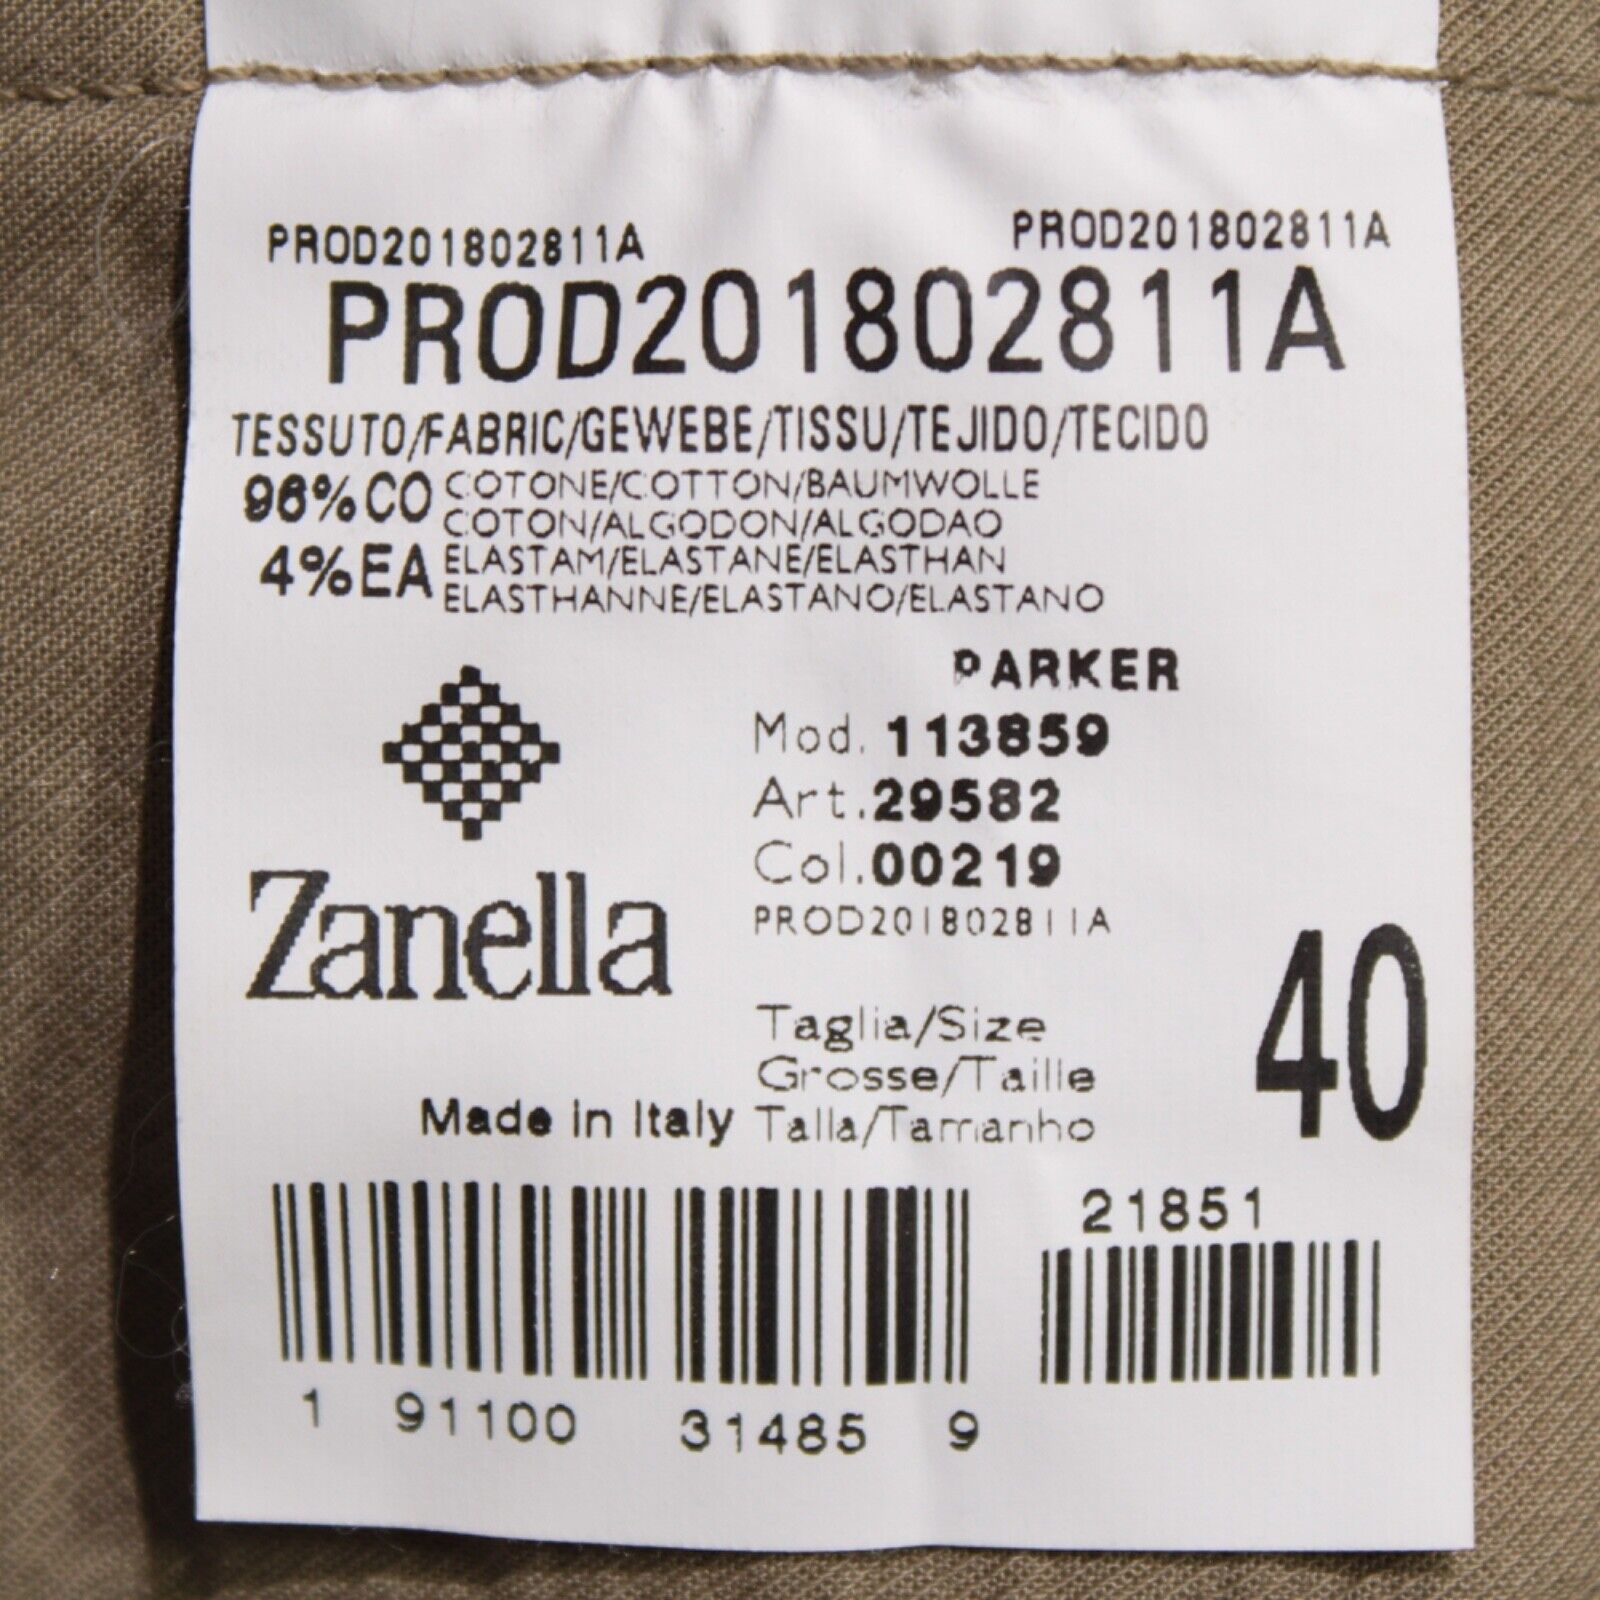 PROD201802811A PROD201802811A
PROD201802811A
TESSUTO/FABRIC/GEWEBE/TISSU/TEJIDO/TECIDO
96%CO COTONE/COTTON/BAUMWOLLE
COTON/ALGODON/ALGODAO
4%EA ELASTAM/ELASTANE/ELASTHAN
ELASTHANNE/ELASTANO/ELASTANO
PARKER
Mod. 113859
Art. 29582
Col. 00219
PROD201802811A
Zanella
Taglia/Size
Grosse/Taille
Talla/Tamanho
40
Made in Italy
21851
1 91100 31485 9